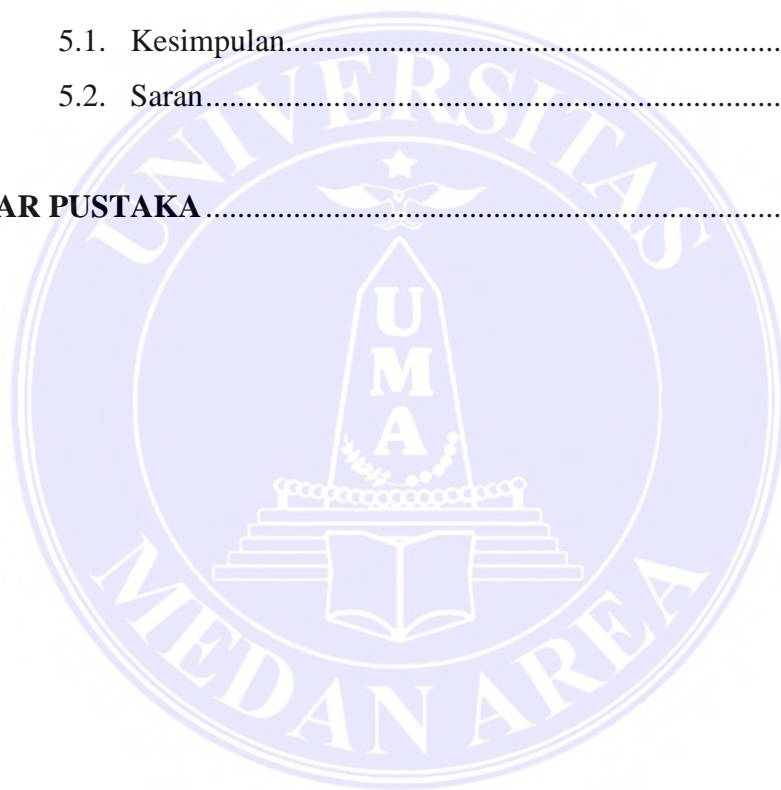 5.1. Kesimpulan........................................................................
5.2. Saran..................................................................................
AR PUSTAKA........................................................................
UNIVERSITAS
U
M
A
MEDAN AREA